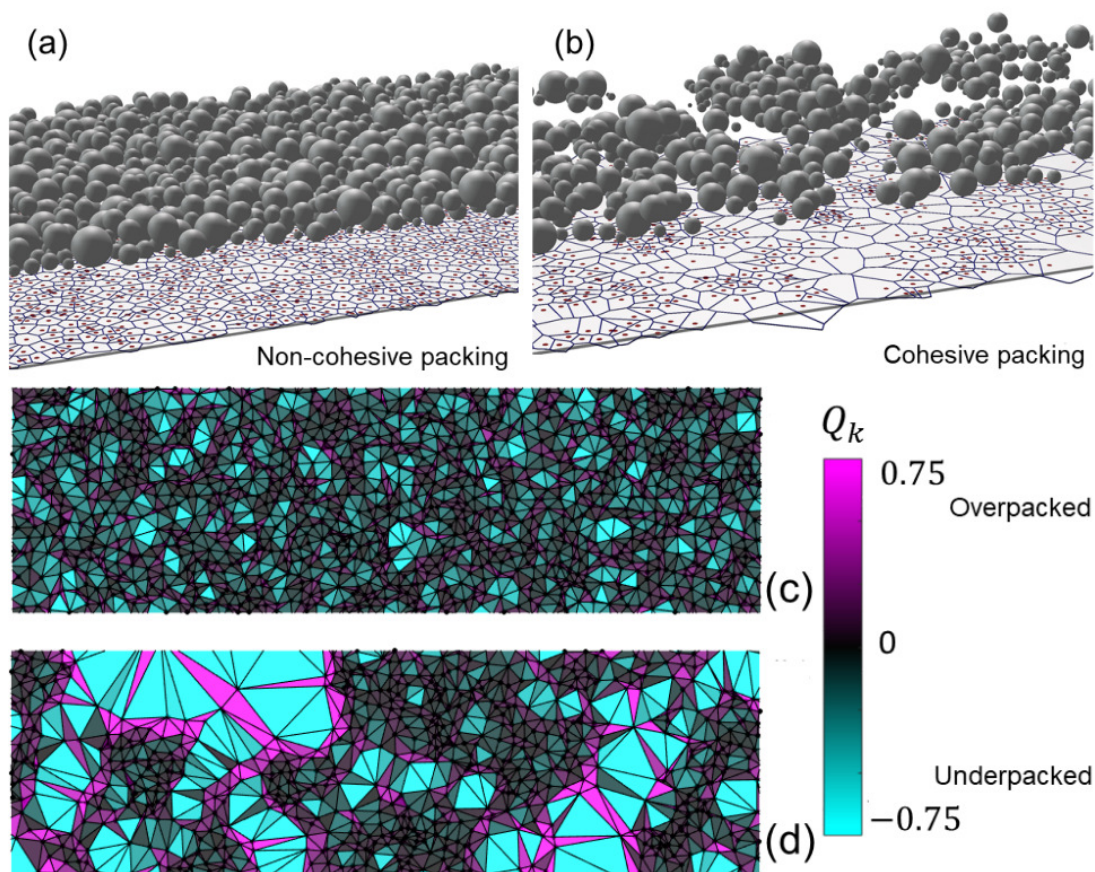 (a)
(b)
Non-cohesive packing
Cohesive packing
Q_k
0.75
Overpacked
(c)
0
Underpacked
−0.75
(d)